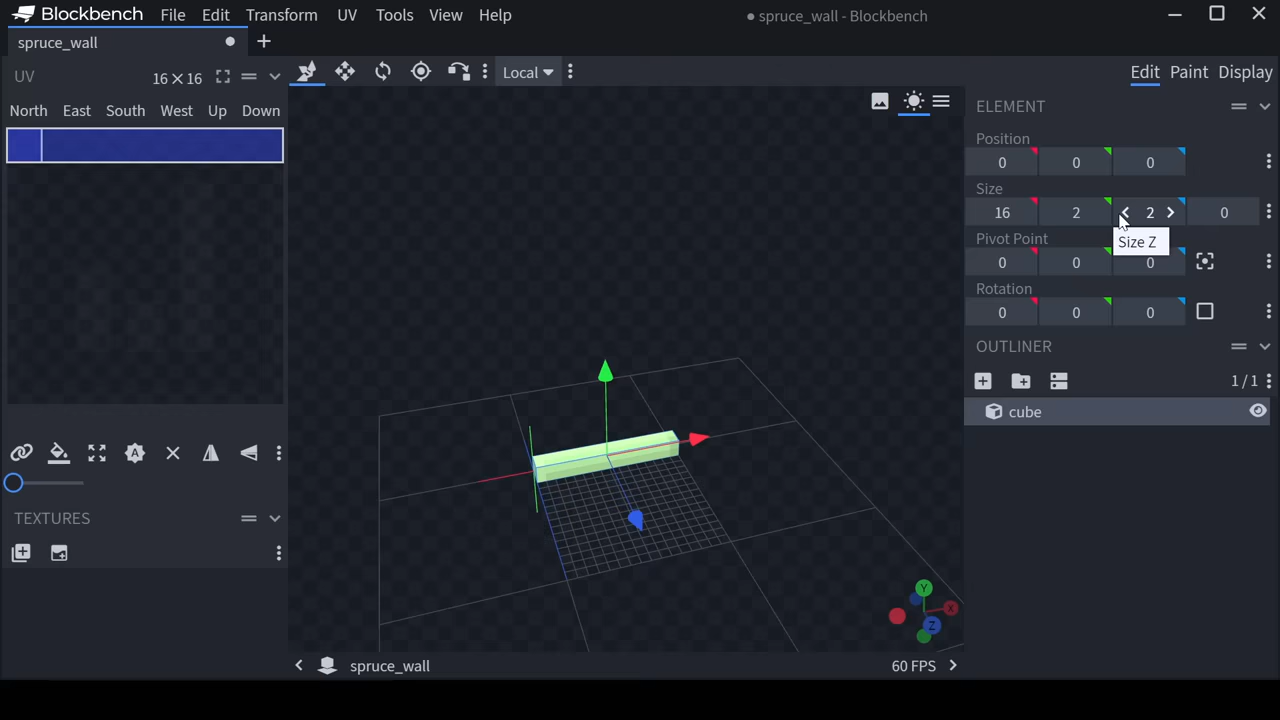 Blockbench File Edit Transform UV Tools View Help
spruce_wall - Blockbench
spruce_wall
UV 16×16
North East South West Up Down
Local
Edit Paint Display
ELEMENT
Position
0 0 0
Size
16 2 2 0
Size Z
Pivot Point
0 0 0
Rotation
0 0 0
OUTLINER
1 / 1
cube
A
TEXTURES
Y
X
Z
spruce_wall
60 FPS